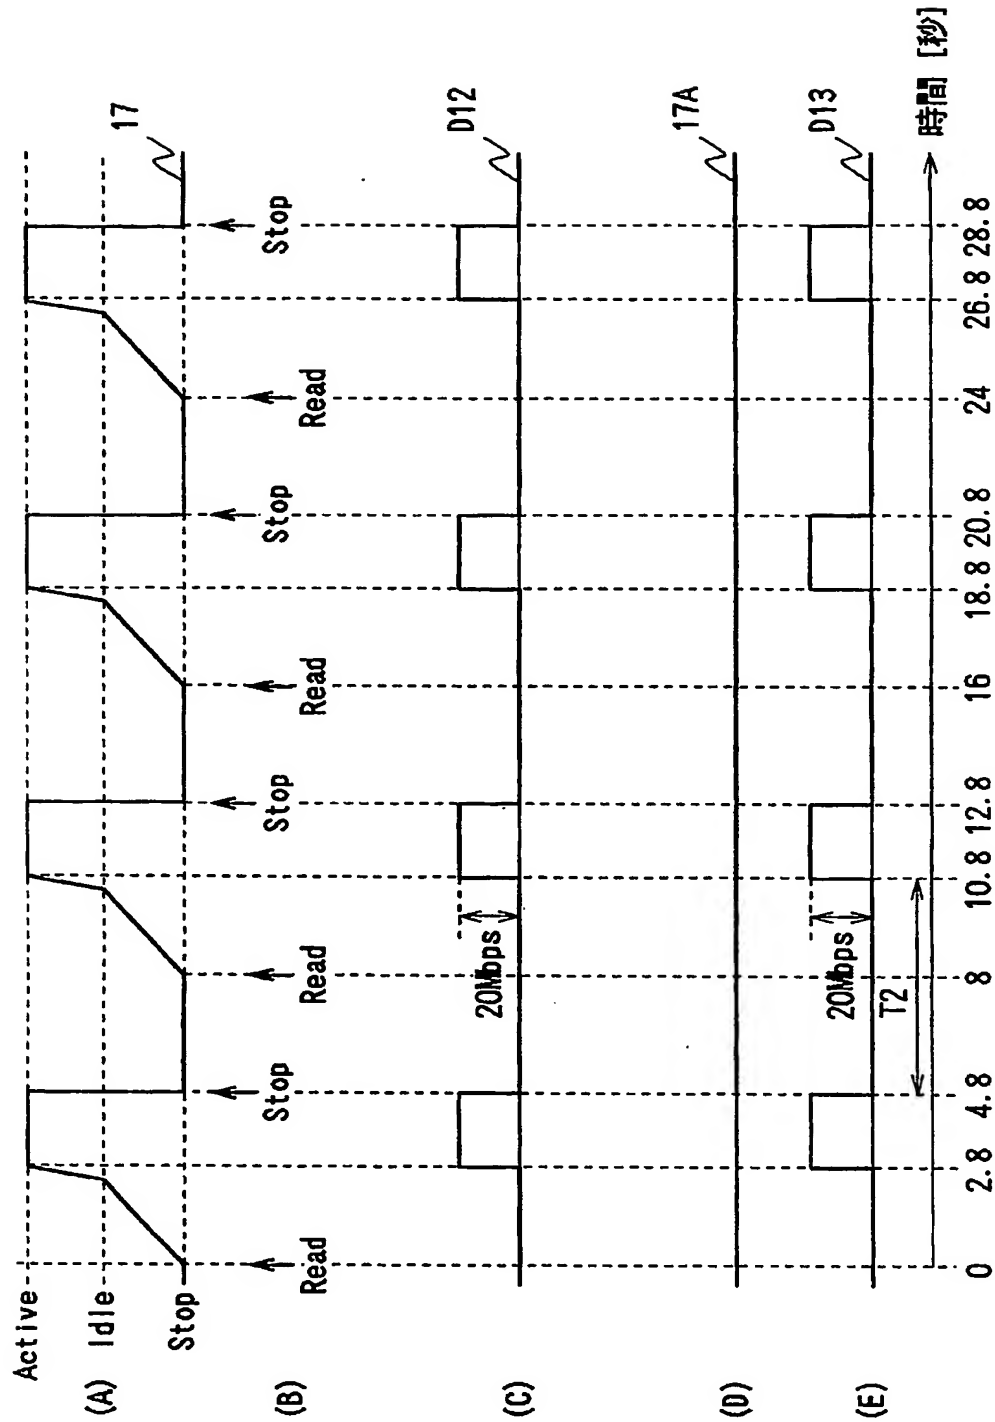 Active
Idle
Stop
(A)
17
(B)
Read
Stop
Read
Stop
Read
Stop
Read
Stop
(C)
20Mbps
D12
(D)
17A
(E)
20Mbps
D13
T2
0
2.8
4.8
8
10.8
12.8
16
18.8
20.8
24
26.8
28.8
時間 [秒]